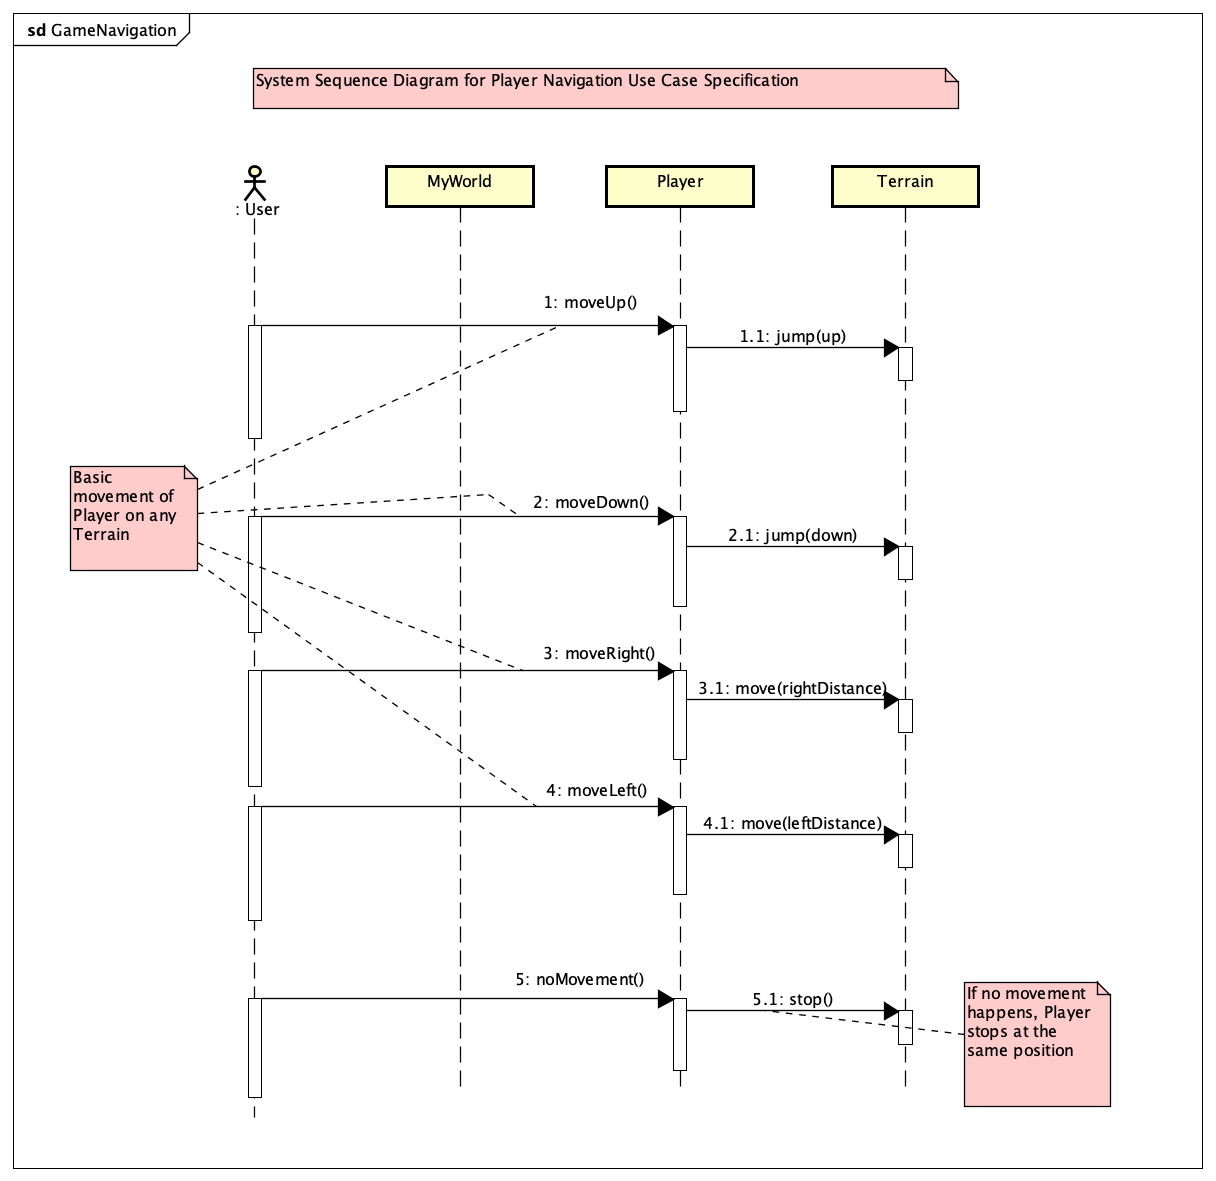 sd GameNavigation
System Sequence Diagram for Player Navigation Use Case Specification
: User
MyWorld
Player
Terrain
1: moveUp()
1.1: jump(up)
Basic
movement of
Player on any
Terrain
2: moveDown()
2.1: jump(down)
3: moveRight()
3.1: move(rightDistance)
4: moveLeft()
4.1: move(leftDistance)
5: noMovement()
5.1: stop()
If no movement
happens, Player
stops at the
same position